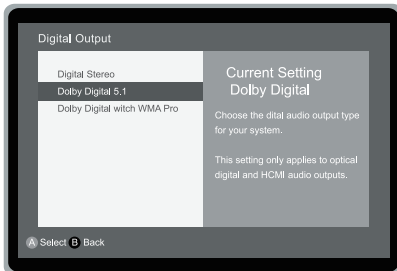 Digital Output
Digital Stereo
Dolby Digital 5.1
Dolby Digital witch WMA Pro
Current Setting
Dolby Digital
Choose the dital audio output type
for your system.
This setting only applies to optical
digital and HCMI audio outputs.
A Select B Back